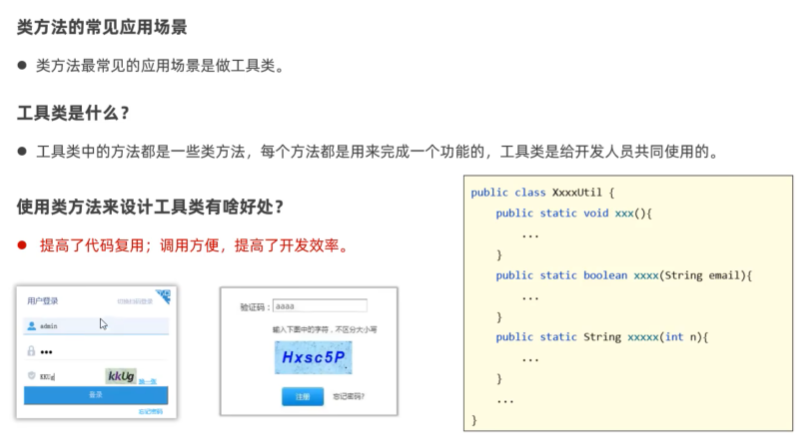 类方法的常见应用场景
● 类方法最常见的应用场景是做工具类。
工具类是什么？
● 工具类中的方法都是一些类方法，每个方法都是用来完成一个功能的，工具类是给开发人员共同使用的。
使用类方法来设计工具类有啥好处？
● 提高了代码复用；调用方便，提高了开发效率。
用户登录
admin
•••
KKUg
kkUg 换一张
登录
忘记密码
验证码：aaaa
输入下图中的字符，不区分大小写
Hxsc5P
注册 忘记密码?
public class XxxxUtil {
public static void xxx(){
...
}
public static boolean xxxx(String email){
...
}
public static String xxxxx(int n){
...
}
...
}